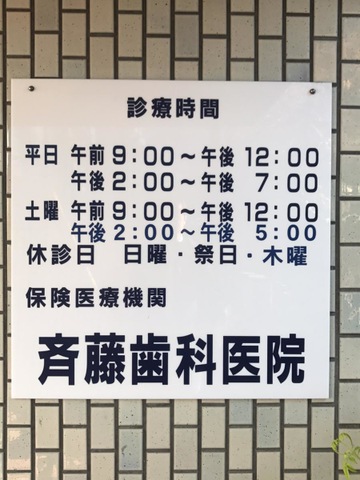 診療時間
平日 午前 9:00～午後 12:00
午後 2:00～午後 7:00
土曜 午前 9:00～午後 12:00
午後 2:00～午後 5:00
休診日 日曜・祭日・木曜
保険医療機関
斉藤歯科医院